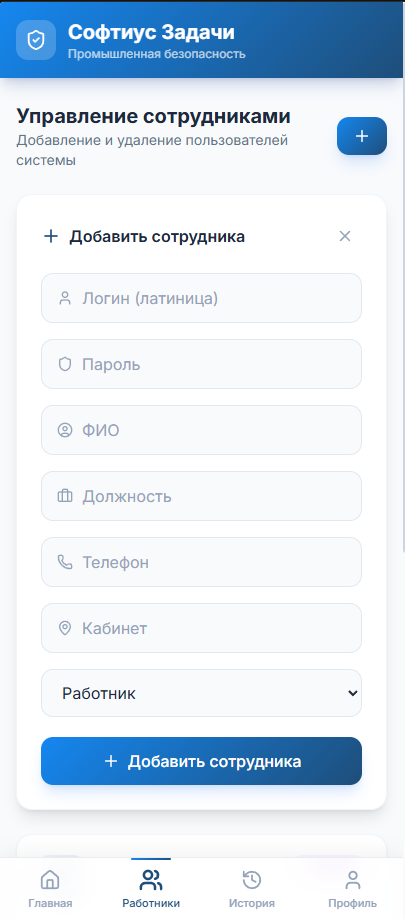 Софтиус Задачи
Промышленная безопасность
Управление сотрудниками
Добавление и удаление пользователей
системы
Добавить сотрудника
Логин (латиница)
Пароль
ФИО
Должность
Телефон
Кабинет
Работник
Добавить сотрудника
Главная
Работники
История
Профиль